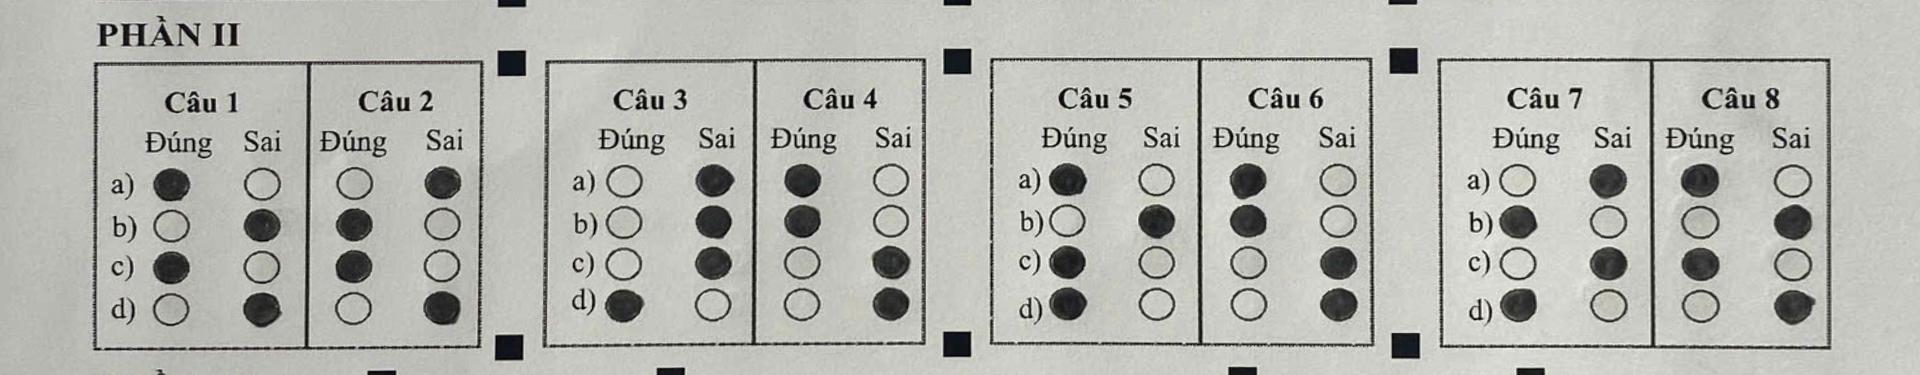 PHẦN II
Câu 1 Câu 2 Câu 3 Câu 4 Câu 5 Câu 6 Câu 7 Câu 8
Đúng Sai Đúng Sai Đúng Sai Đúng Sai Đúng Sai Đúng Sai Đúng Sai Đúng Sai
a) a) a) a)
b) b) b) b)
c) c) c) c)
d) d) d) d)